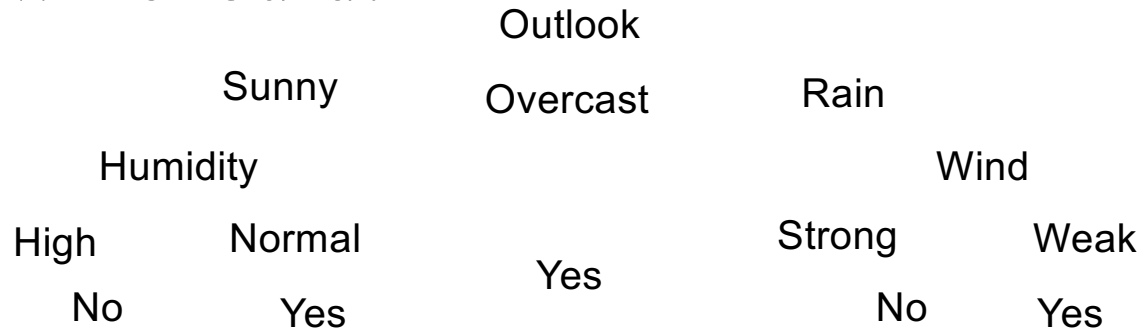 Outlook
Sunny Overcast Rain
Humidity Wind
High Normal Strong Weak
Yes
No Yes No Yes